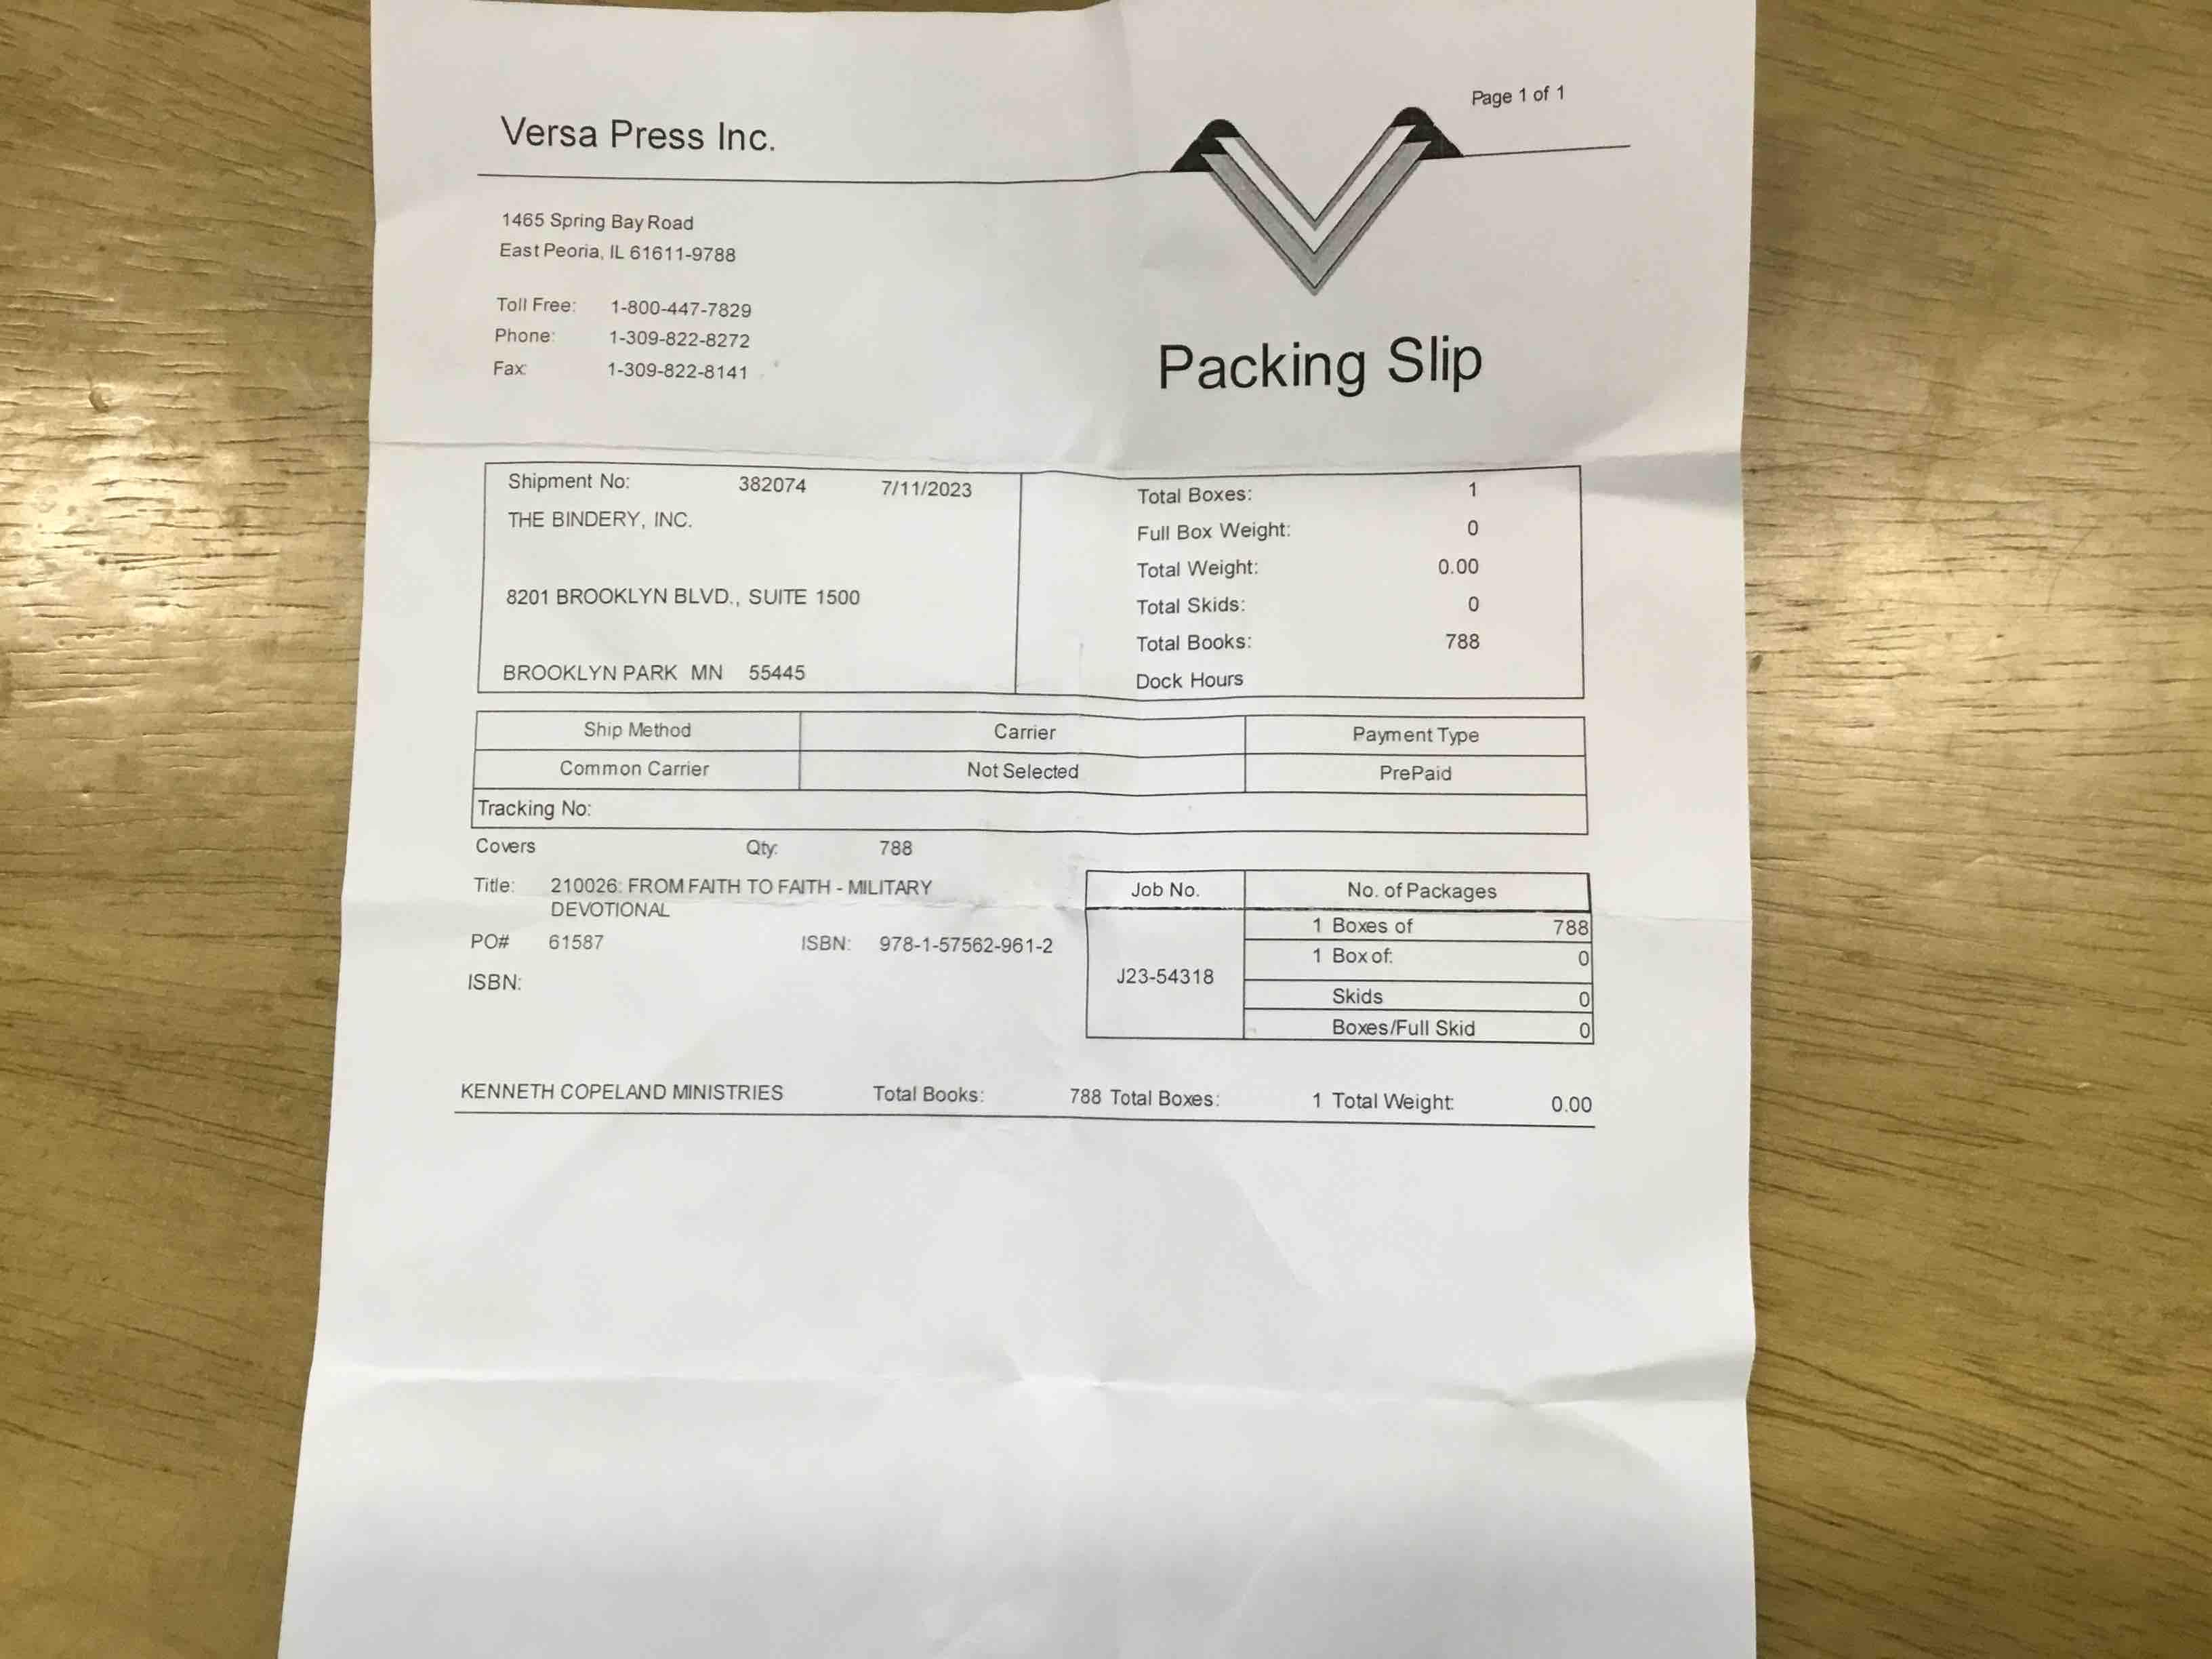 Page 1 of 1
Versa Press Inc.
1465 Spring Bay Road
East Peoria, IL 61611-9788
Toll Free: 1-800-447-7829
Phone: 1-309-822-8272
Fax: 1-309-822-8141
Packing Slip
Shipment No: 382074 7/11/2023
THE BINDERY, INC.
8201 BROOKLYN BLVD., SUITE 1500
BROOKLYN PARK MN 55445
Total Boxes: 1
Full Box Weight: 0
Total Weight: 0.00
Total Skids: 0
Total Books: 788
Dock Hours
Ship Method Carrier Payment Type
Common Carrier Not Selected PrePaid
Tracking No:
Covers Qty: 788
Title: 210026: FROM FAITH TO FAITH - MILITARY
DEVOTIONAL
PO# 61587 ISBN: 978-1-57562-961-2
ISBN:
Job No. No. of Packages
J23-54318
1 Boxes of 788
1 Box of: 0
Skids 0
Boxes/Full Skid 0
KENNETH COPELAND MINISTRIES Total Books: 788 Total Boxes: 1 Total Weight: 0.00